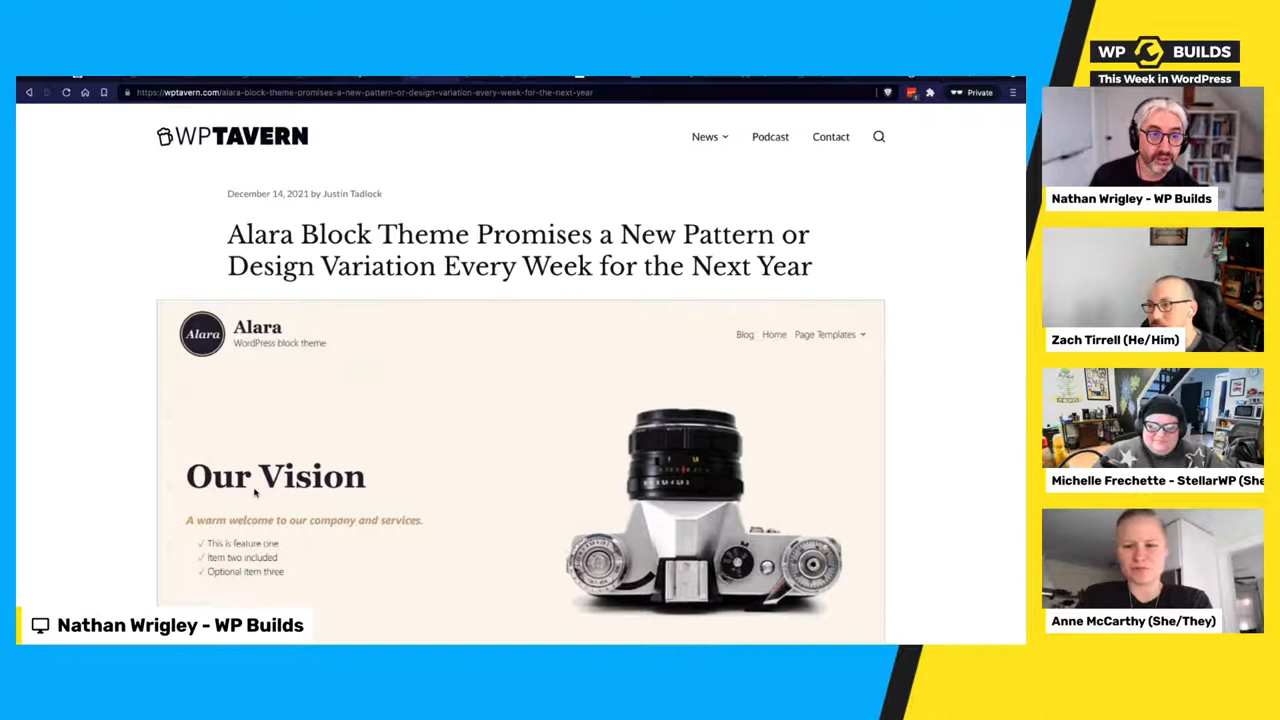 WP BUILDS
This Week in WordPress
https://wptavern.com/alara-block-theme-promises-a-new-pattern-or-design-variation-every-week-for-the-next-year
Private
WPTAVERN
News
Podcast
Contact
December 14, 2021 by Justin Tadlock
Alara Block Theme Promises a New Pattern or
Design Variation Every Week for the Next Year
Alara
Alara
WordPress block theme
Blog
Home
Page Templates
Our Vision
A warm welcome to our company and services.
✓ This is feature one
✓ Item two included
✓ Optional item three
Nathan Wrigley - WP Builds
Nathan Wrigley - WP Builds
Zach Tirrell (He/Him)
Michelle Frechette - StellarWP (She
Anne McCarthy (She/They)